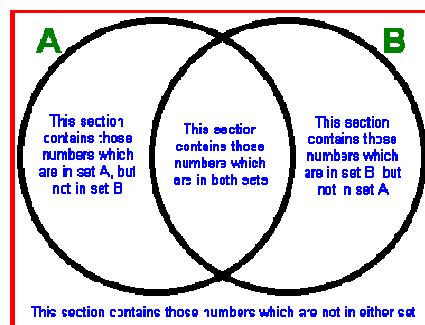 A
B
This section
contains those
numbers which
are in set A, but
not in set B
This section
contains those
numbers which
are in both sets
This section
contains those
numbers which
are in set B but
not in set A
This section contains those numbers which are not in either set